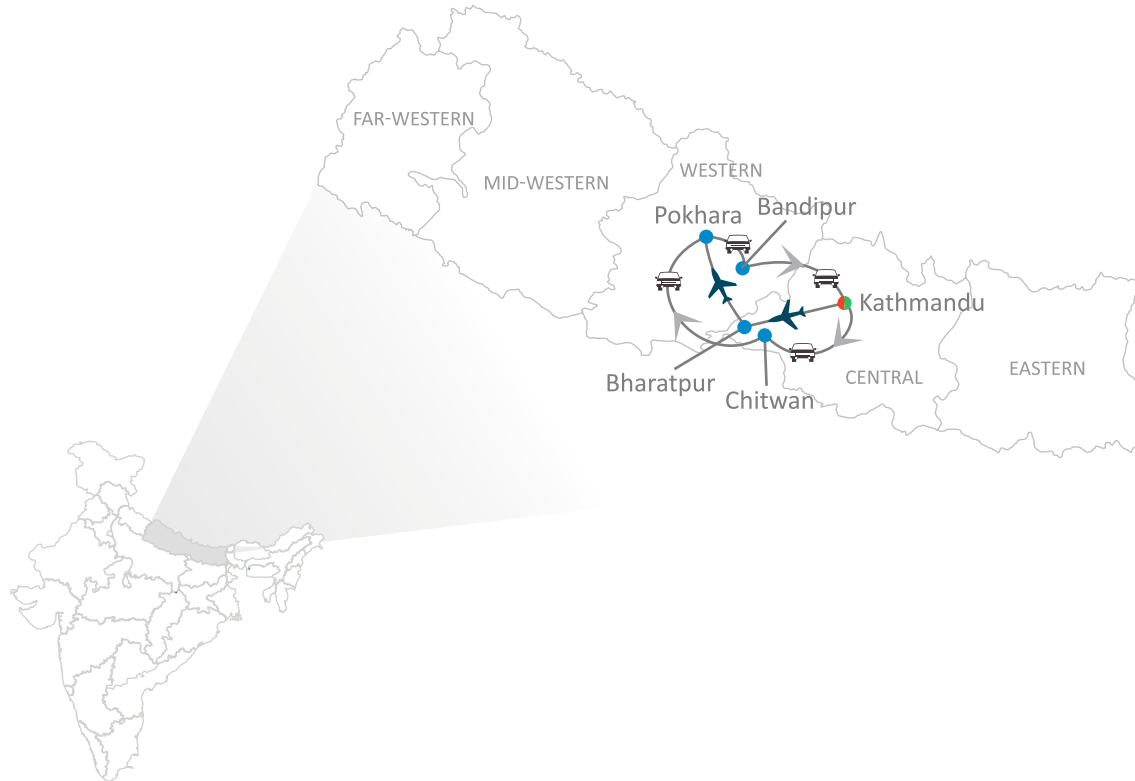 FAR-WESTERN
MID-WESTERN
WESTERN
Pokhara
Bandipur
Kathmandu
Bharatpur
Chitwan
CENTRAL
EASTERN